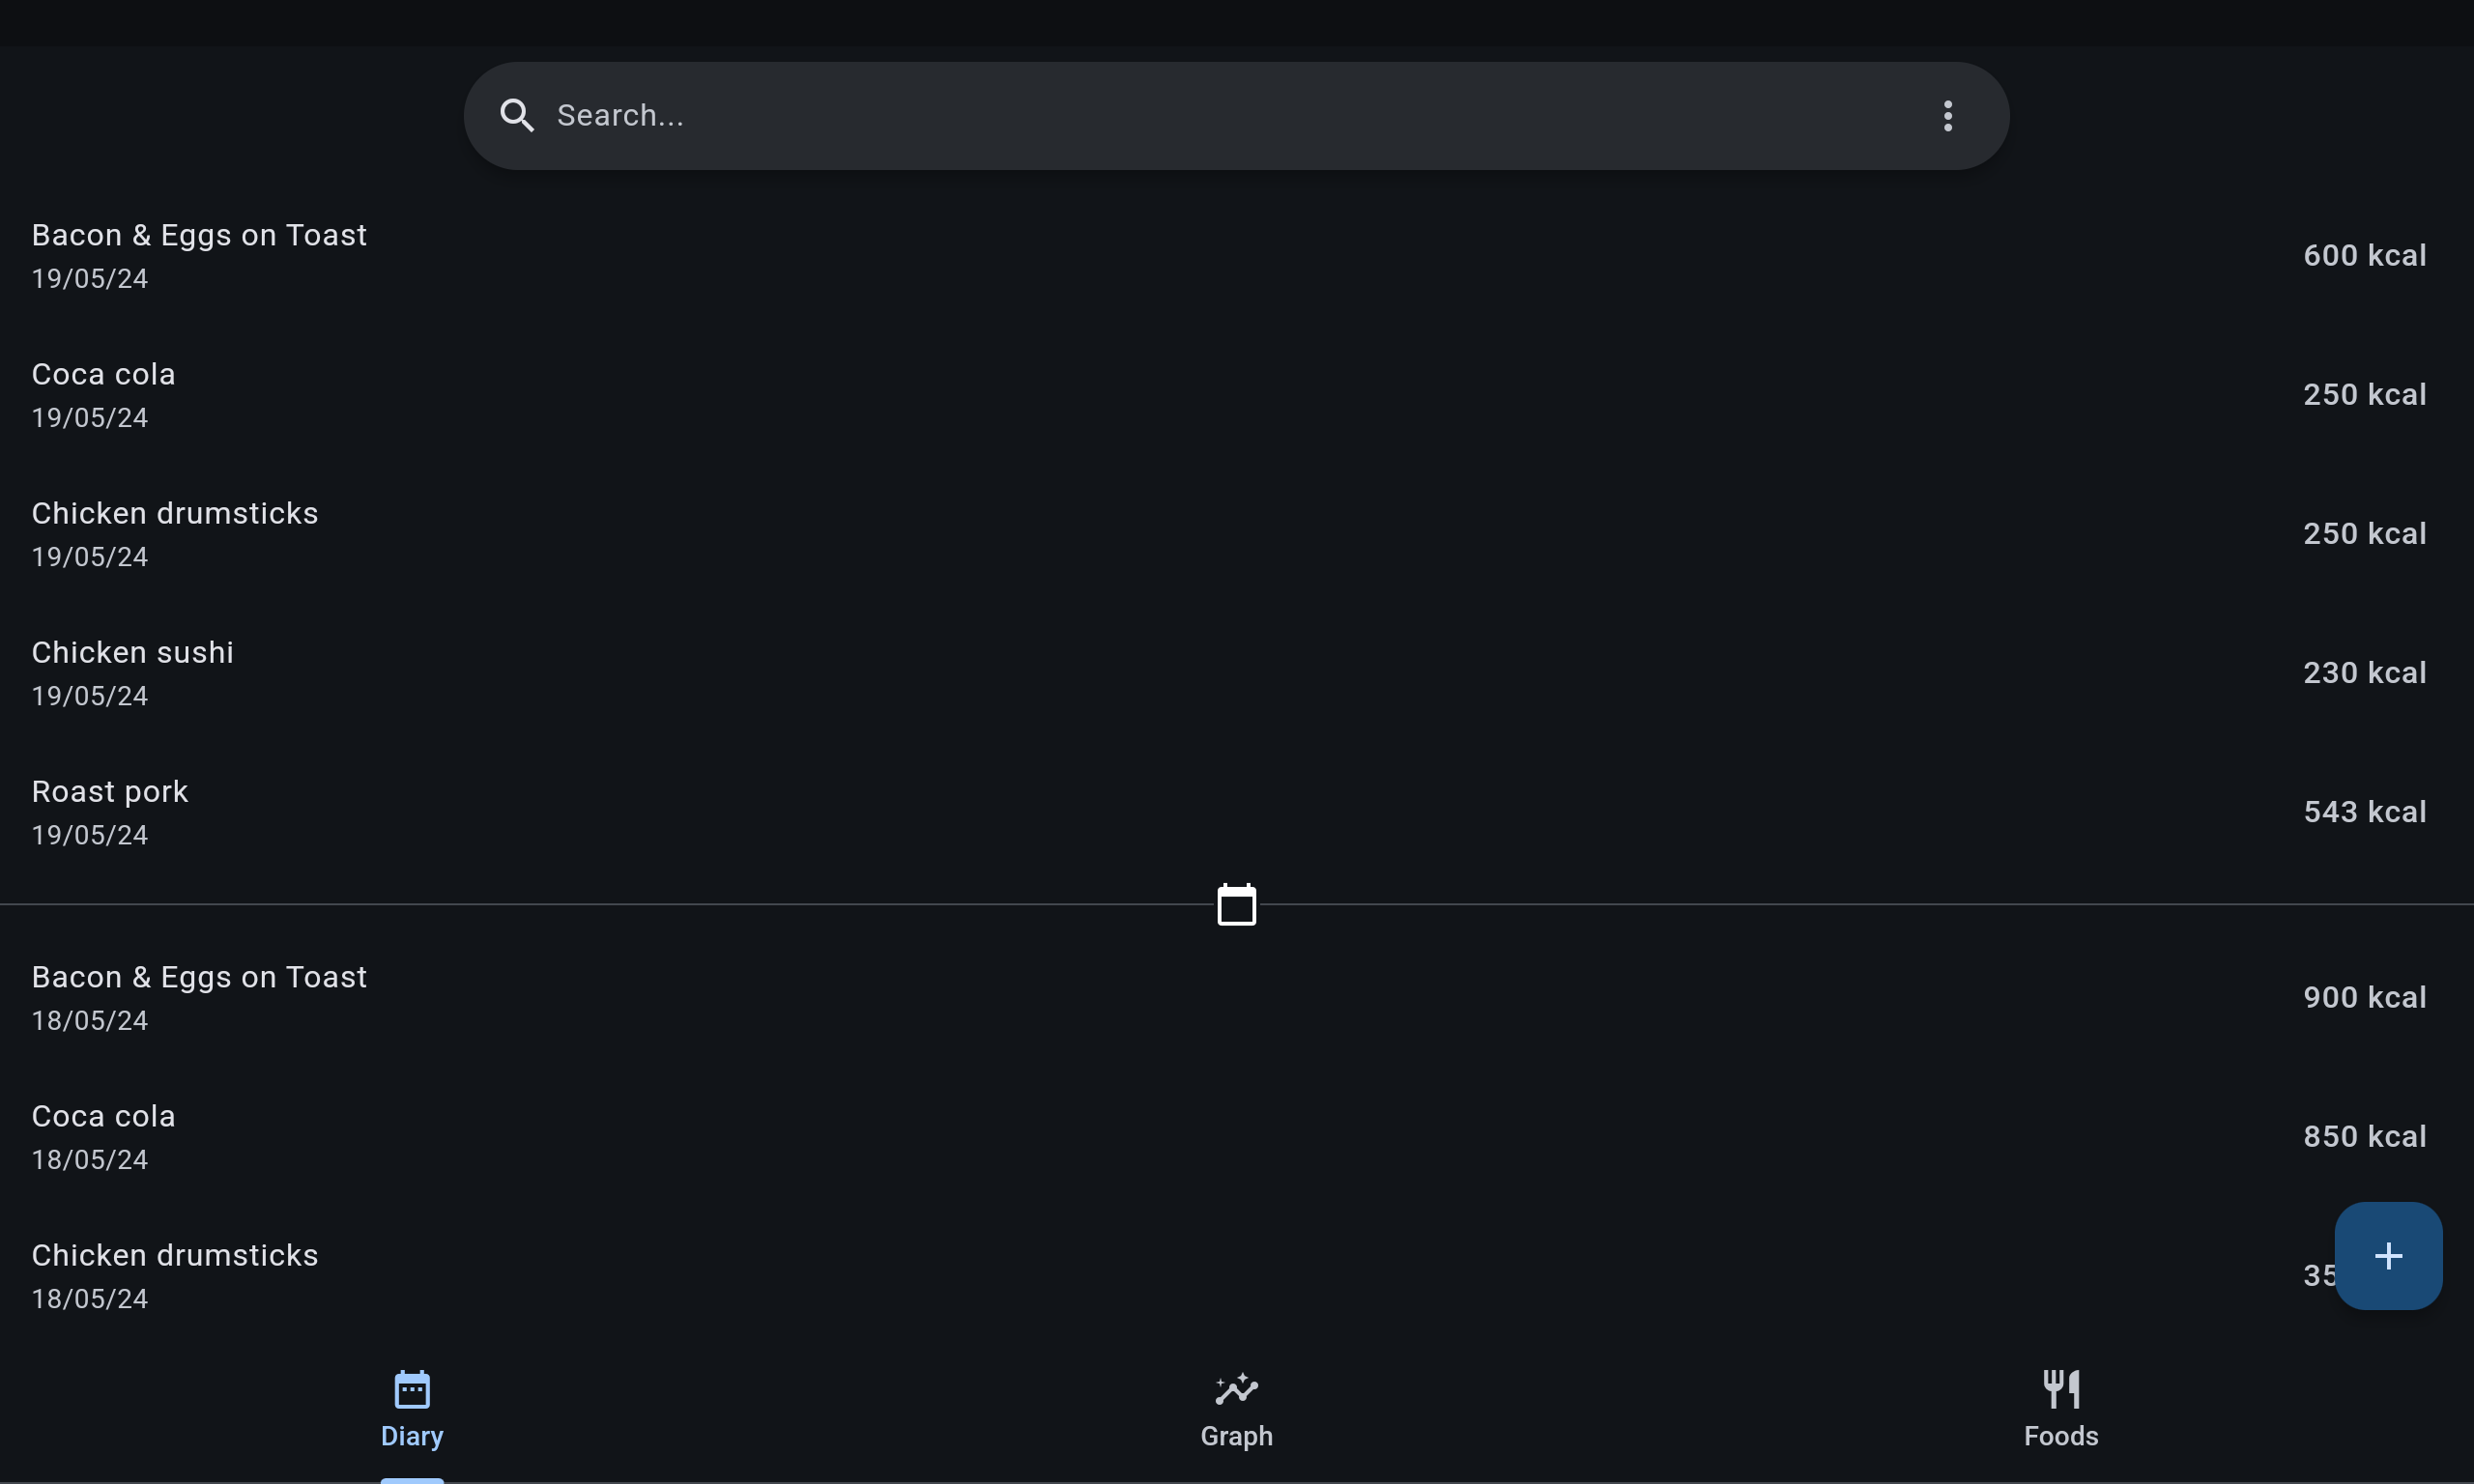 Search...
Bacon & Eggs on Toast
600 kcal
19/05/24
Coca cola
250 kcal
19/05/24
Chicken drumsticks
250 kcal
19/05/24
Chicken sushi
230 kcal
19/05/24
Roast pork
543 kcal
19/05/24
Bacon & Eggs on Toast
900 kcal
18/05/24
Coca cola
850 kcal
18/05/24
Chicken drumsticks
18/05/24
Diary
Graph
Foods